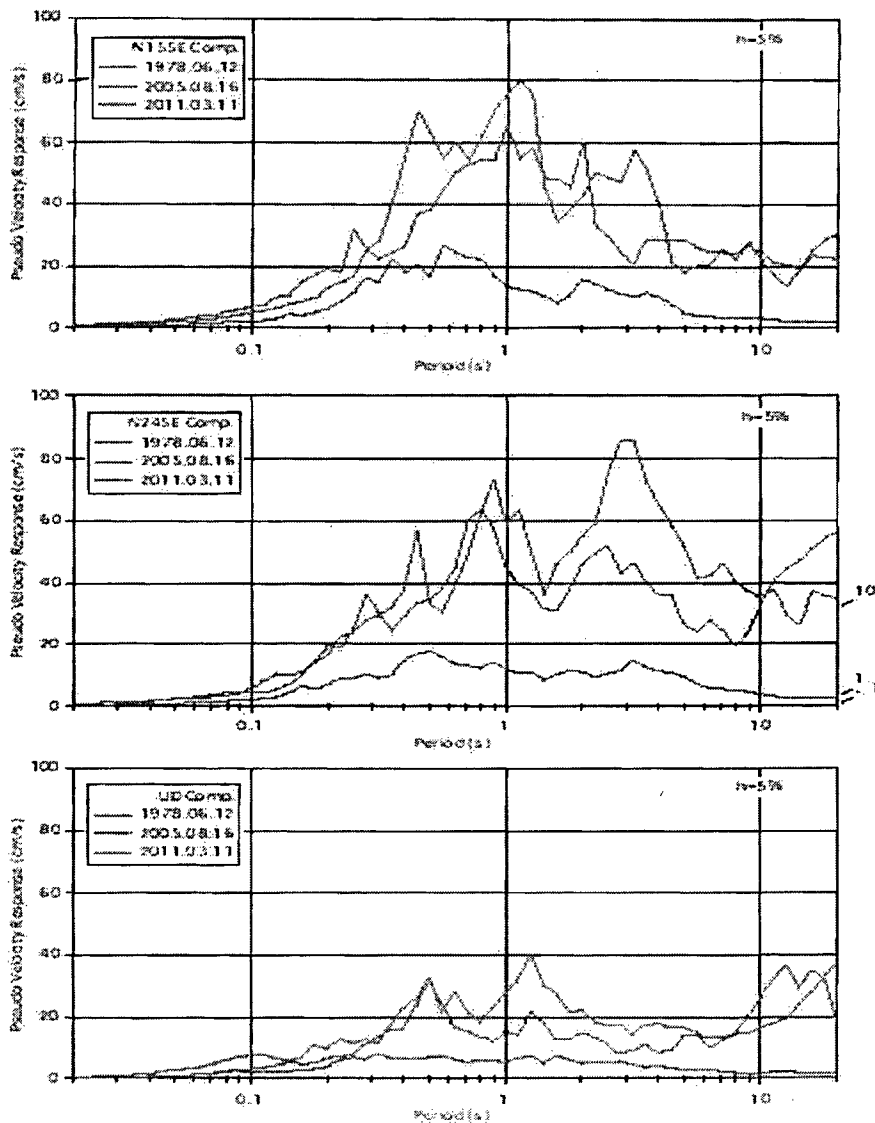 100
N155E Comp.
h=5%
1978.06.12
2005.08.16
2011.03.11
80
60
40
20
0
Pseudo Velocity Response (cm/s)
0.1 1 10
Period (s)
100
N245E Comp.
h=5%
1978.06.12
2005.08.16
2011.03.11
80
60
40
20
0
Pseudo Velocity Response (cm/s)
10
1
0.1 1 10
Period (s)
100
UD Comp.
h=5%
1978.06.12
2005.08.16
2011.03.11
80
60
40
20
0
Pseudo Velocity Response (cm/s)
0.1 1 10
Period (s)